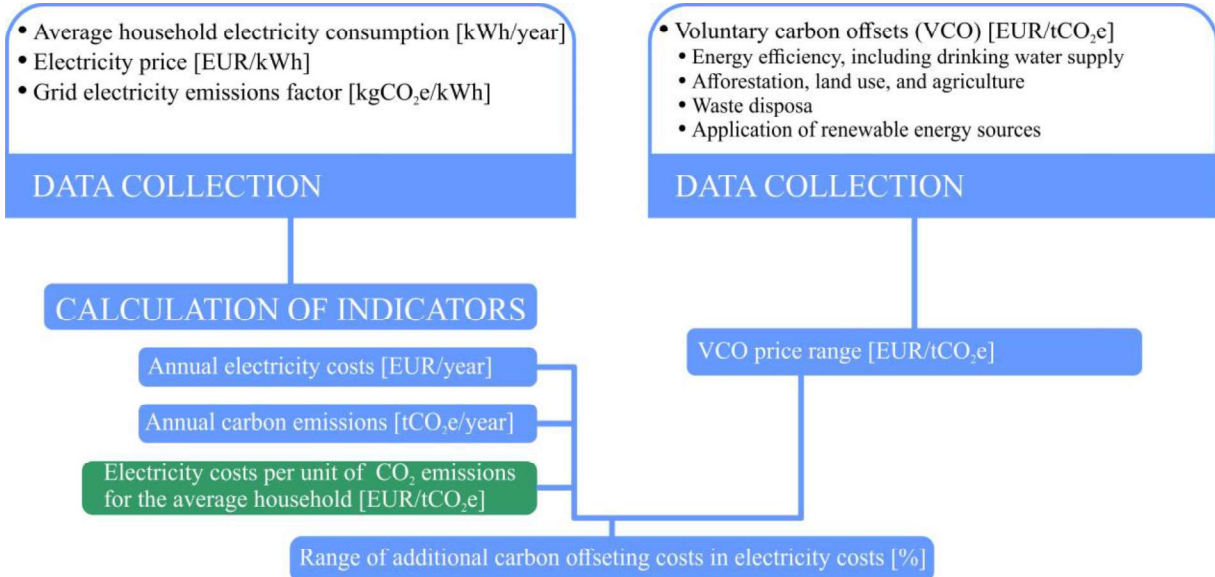 • Average household electricity consumption [kWh/year]
• Electricity price [EUR/kWh]
• Grid electricity emissions factor [kgCO₂e/kWh]
DATA COLLECTION
• Voluntary carbon offsets (VCO) [EUR/tCO₂e]
• Energy efficiency, including drinking water supply
• Afforestation, land use, and agriculture
• Waste disposa
• Application of renewable energy sources
DATA COLLECTION
CALCULATION OF INDICATORS
Annual electricity costs [EUR/year]
Annual carbon emissions [tCO₂e/year]
Electricity costs per unit of CO₂ emissions
for the average household [EUR/tCO₂e]
VCO price range [EUR/tCO₂e]
Range of additional carbon offseting costs in electricity costs [%]